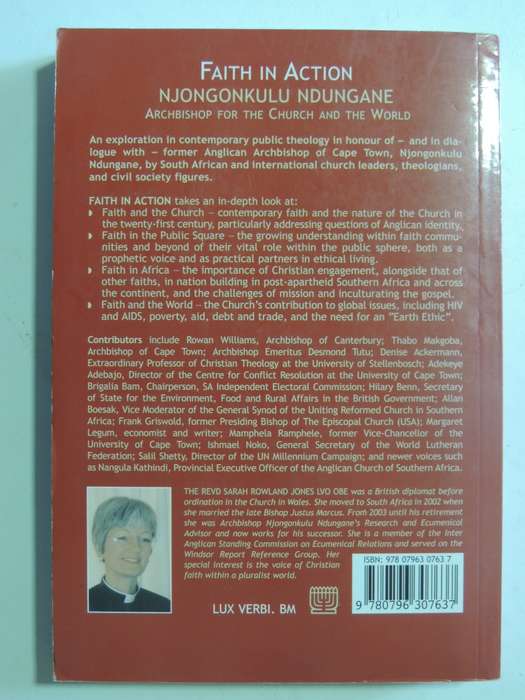 FAITH IN ACTION
NJONGONKULU NDUNGANE
ARCHBISHOP FOR THE CHURCH AND THE WORLD
An exploration in contemporary public theology in honour of — and in dia-
logue with — former Anglican Archbishop of Cape Town, Njongonkulu
Ndungane, by South African and international church leaders, theologians,
and civil society figures.
FAITH IN ACTION takes an in-depth look at:
Faith and the Church — contemporary faith and the nature of the Church in
the twenty-first century, particularly addressing questions of Anglican identity,
Faith in the Public Square — the growing understanding within faith commu-
nities and beyond of their vital role within the public sphere, both as a
prophetic voice and as practical partners in ethical living.
Faith in Africa — the importance of Christian engagement, alongside that of
other faiths, in nation building in post-apartheid Southern Africa and across
the continent, and the challenges of mission and inculturating the gospel.
Faith and the World — the Church's contribution to global issues, including HIV
and AIDS, poverty, aid, debt and trade, and the need for an "Earth Ethic".
Contributors include Rowan Williams, Archbishop of Canterbury; Thabo Makgoba,
Archbishop of Cape Town; Archbishop Emeritus Desmond Tutu; Denise Ackermann,
Extraordinary Professor of Christian Theology at the University of Stellenbosch; Adekeye
Adebajo, Director of the Centre for Conflict Resolution at the University of Cape Town;
Brigalia Bam, Chairperson, SA Independent Electoral Commission; Hilary Benn, Secretary
of State for the Environment, Food and Rural Affairs in the British Government; Allan
Boesak, Vice Moderator of the General Synod of the Uniting Reformed Church in Southern
Africa; Frank Griswold, former Presiding Bishop of The Episcopal Church (USA); Margaret
Legum, economist and writer; Mamphela Ramphele, former Vice-Chancellor of the
University of Cape Town; Ishmael Noko, General Secretary of the World Lutheran
Federation; Salil Shetty, Director of the UN Millennium Campaign; and newer voices such
as Nangula Kathindi, Provincial Executive Officer of the Anglican Church of Southern Africa.
THE REVD SARAH ROWLAND JONES LVO OBE was a British diplomat before
ordination in the Church in Wales. She moved to South Africa in 2002 when
she married the late Bishop Justus Marcus. From 2003 until his retirement
she was Archbishop Njongonkulu Ndungane's Research and Ecumenical
Advisor and now works for his successor. She is a member of the Inter
Anglican Standing Commission on Ecumenical Relations and served on the
Windsor Report Reference Group. Her
special interest is the voice of Christian
faith within a pluralist world.
ISBN: 978 07963 0763 7
9 780796 307637
LUX VERBI. BM